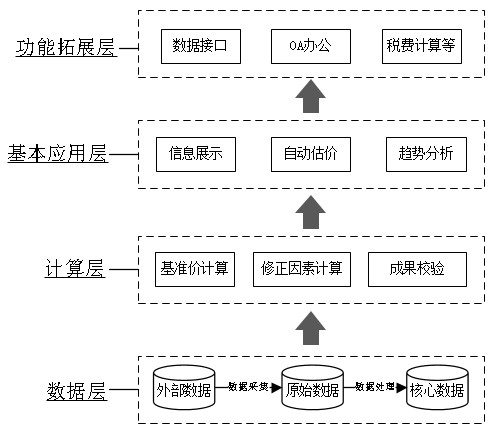 功能拓展层
数据接口
OA办公
税费计算等
基本应用层
信息展示
自动估价
趋势分析
计算层
基准价计算
修正因素计算
成果校验
数据层
外部数据
数据采集
原始数据
数据处理
核心数据